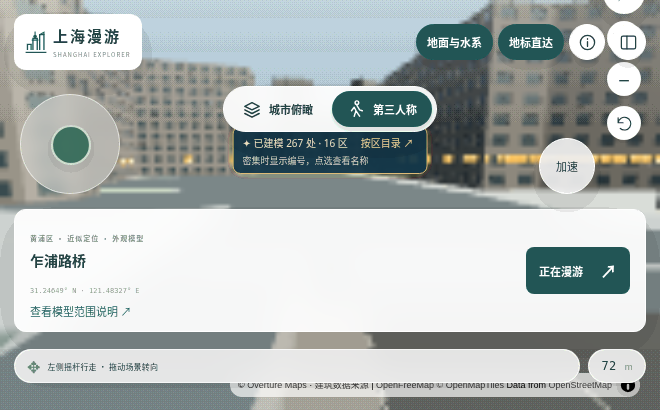 上海漫游
SHANGHAI EXPLORER
地面与水系
地标直达
城市俯瞰
第三人称
✦ 已建模 267 处 · 16 区 按区目录 ↗
密集时显示编号，点选查看名称
加速
黄浦区 · 近似定位 · 外观模型
乍浦路桥
31.24649° N · 121.48327° E
查看模型范围说明 ↗
正在漫游 ↗
左侧摇杆行走 · 拖动场景转向
72 m
© Overture Maps · 建筑数据来源 | OpenFreeMap © OpenMapTiles Data from OpenStreetMap